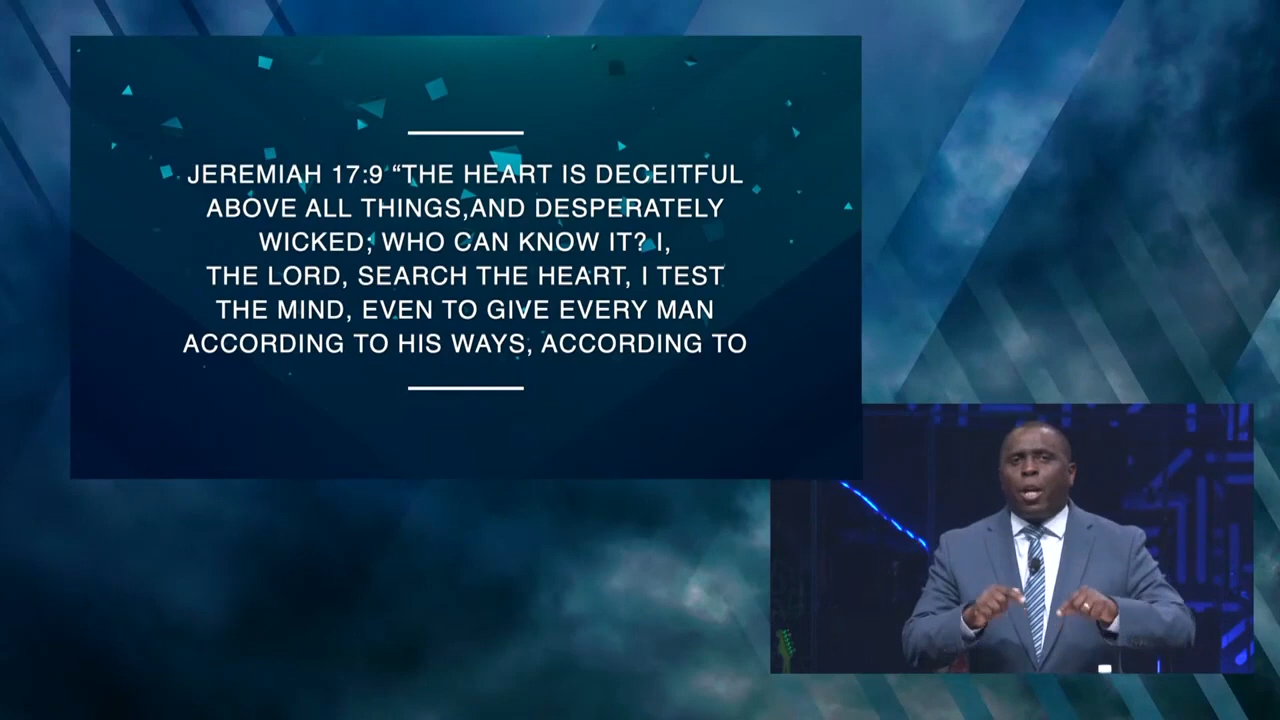 JEREMIAH 17:9 “THE HEART IS DECEITFUL
ABOVE ALL THINGS,AND DESPERATELY
WICKED; WHO CAN KNOW IT? I,
THE LORD, SEARCH THE HEART, I TEST
THE MIND, EVEN TO GIVE EVERY MAN
ACCORDING TO HIS WAYS, ACCORDING TO